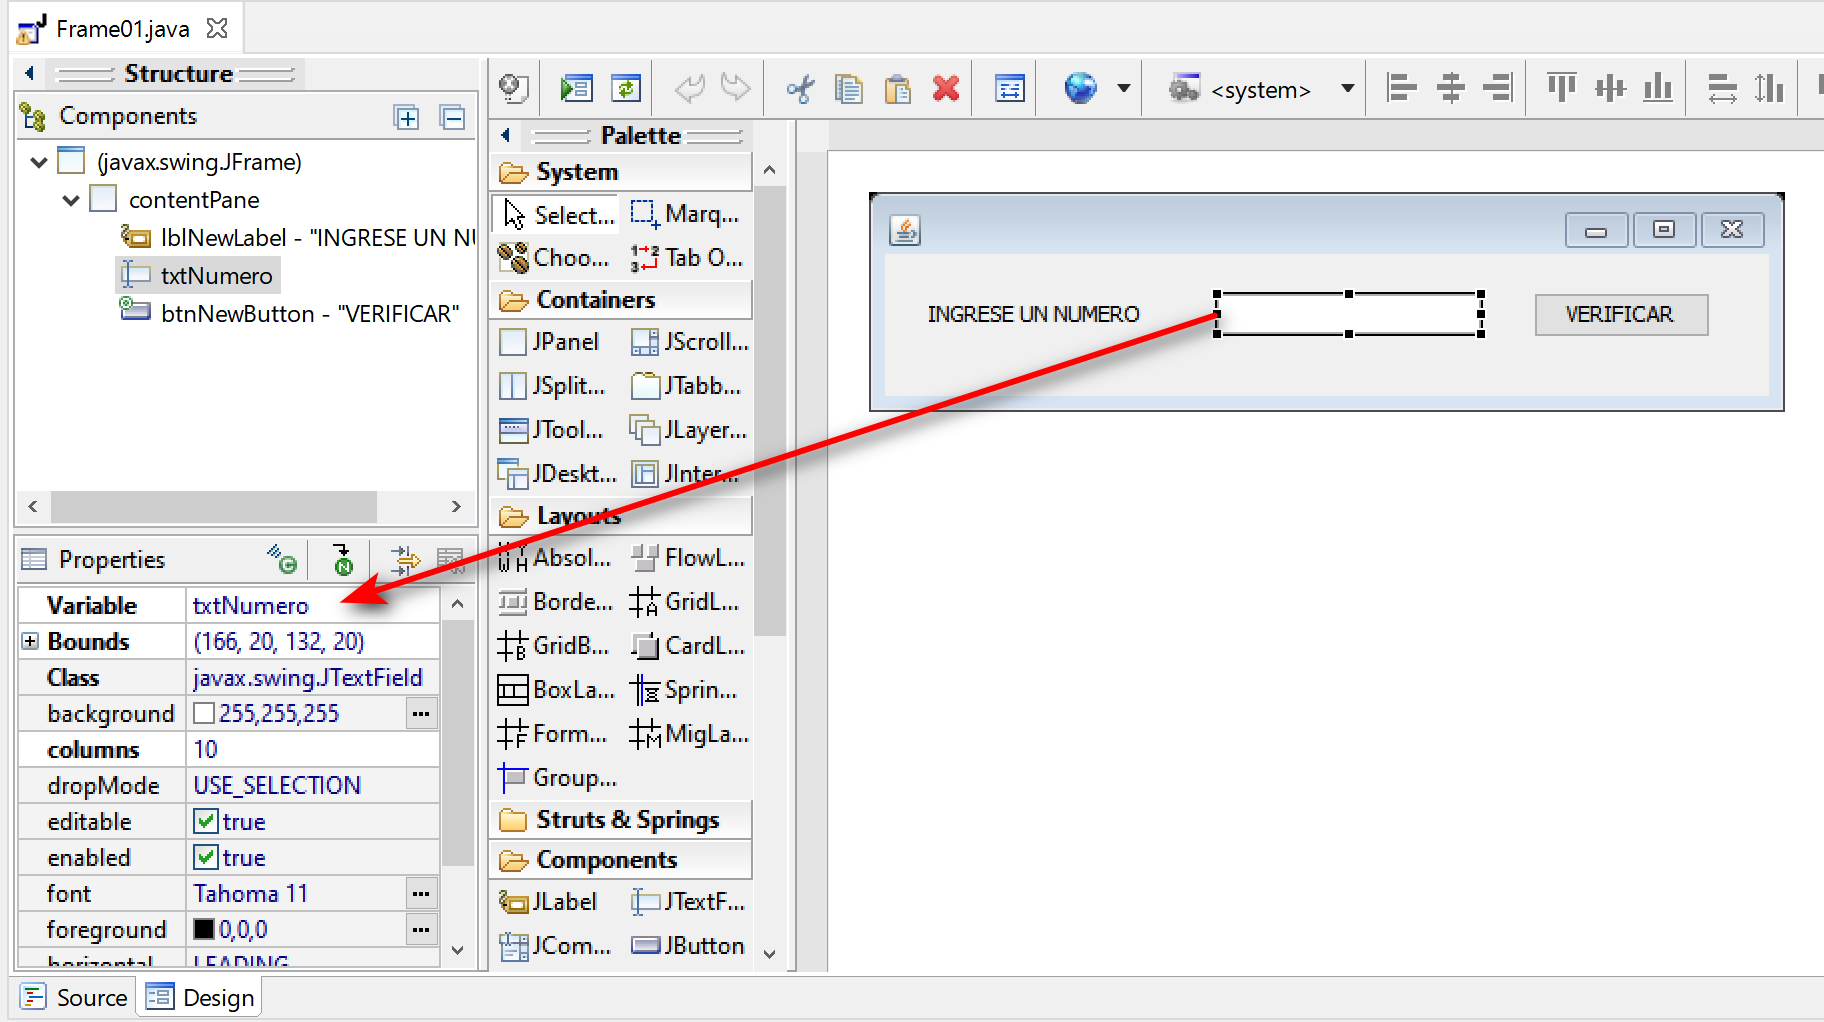 Frame01.java
Structure
Components
(javax.swing.JFrame)
contentPane
lblNewLabel - "INGRESE UN NU
txtNumero
btnNewButton - "VERIFICAR"
Properties
Variable txtNumero
Bounds (166, 20, 132, 20)
Class javax.swing.JTextField
background 255,255,255 ...
columns 10
dropMode USE_SELECTION
editable true
enabled true
font Tahoma 11 ...
foreground 0,0,0 ...
horizontal LEADING
<system>
Palette
System
Select... Marq...
Choo... Tab O...
Containers
JPanel JScroll...
JSplit... JTabb...
JTool... JLayer...
JDeskt... JInter...
Layouts
Absol... FlowL...
Borde... GridL...
GridB... CardL...
BoxLa... Sprin...
Form... MigLa...
Group...
Struts & Springs
Components
JLabel JTextF...
JCom... JButton
INGRESE UN NUMERO
VERIFICAR
Source Design